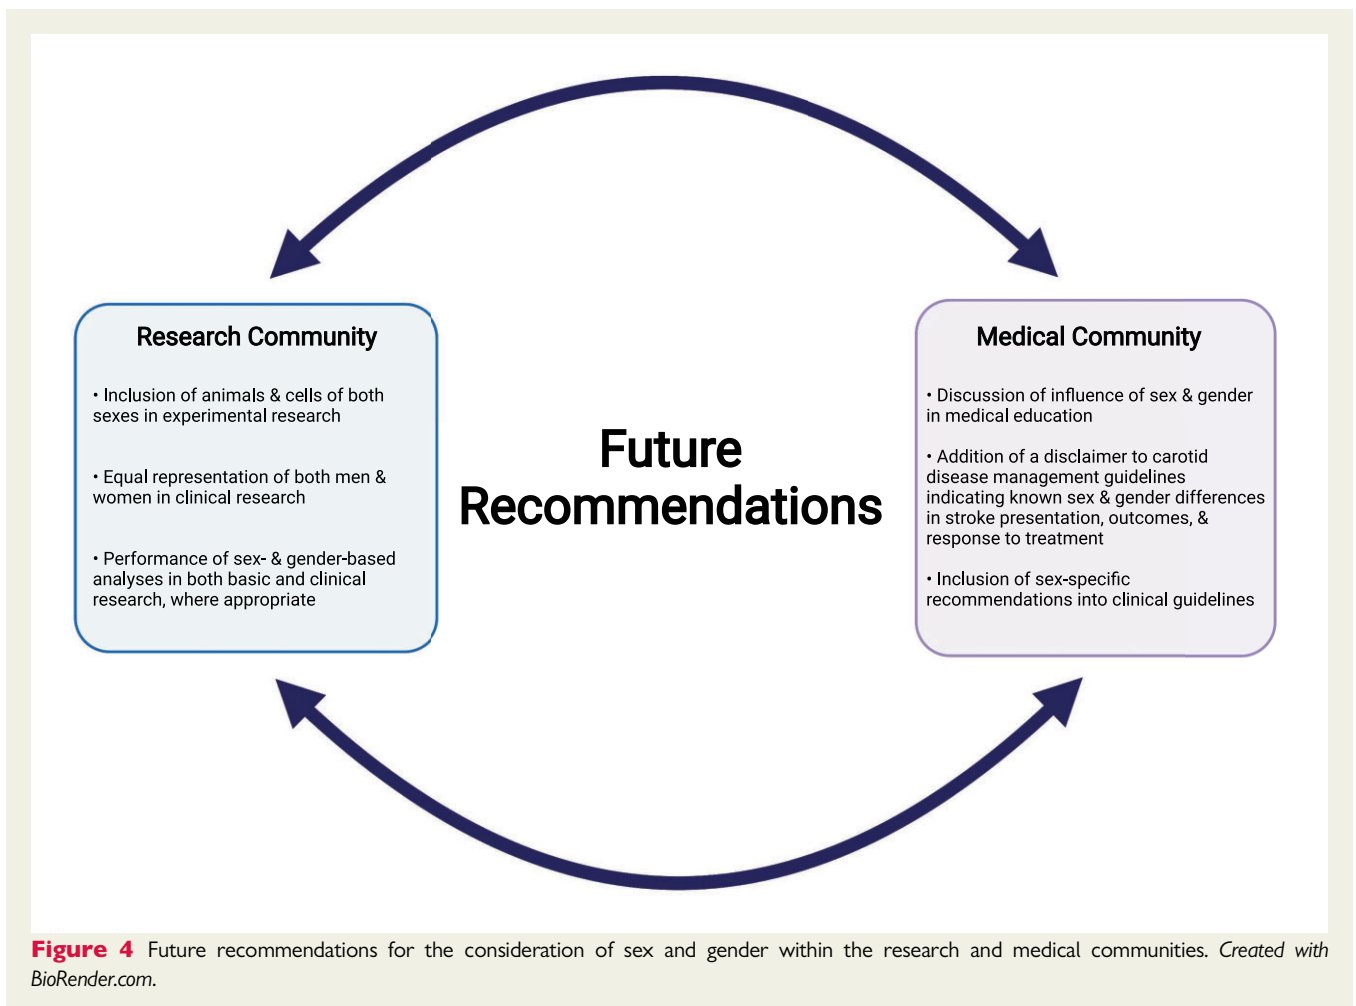 Research Community
• Inclusion of animals & cells of both
sexes in experimental research
• Equal representation of both men &
women in clinical research
• Performance of sex- & gender-based
analyses in both basic and clinical
research, where appropriate
Future
Recommendations
Medical Community
• Discussion of influence of sex & gender
in medical education
• Addition of a disclaimer to carotid
disease management guidelines
indicating known sex & gender differences
in stroke presentation, outcomes, &
response to treatment
• Inclusion of sex-specific
recommendations into clinical guidelines
Figure 4 Future recommendations for the consideration of sex and gender within the research and medical communities. Created with
BioRender.com.